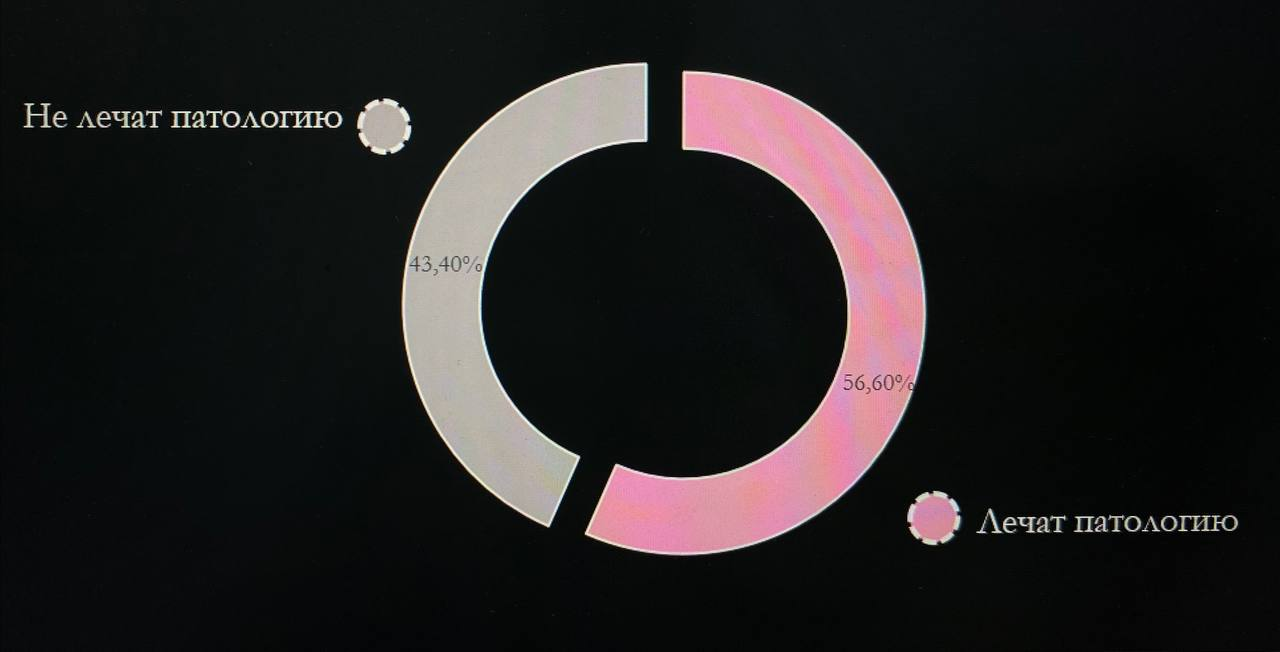 Не лечат патологию
43,40%
56,60%
Лечат патологию